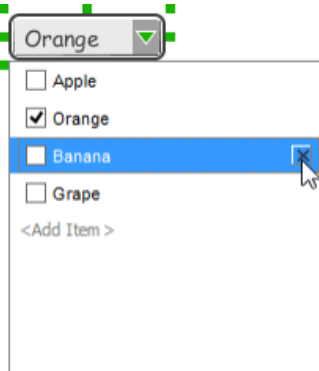 Orange
Apple
Orange
Banana
Grape
<Add Item >